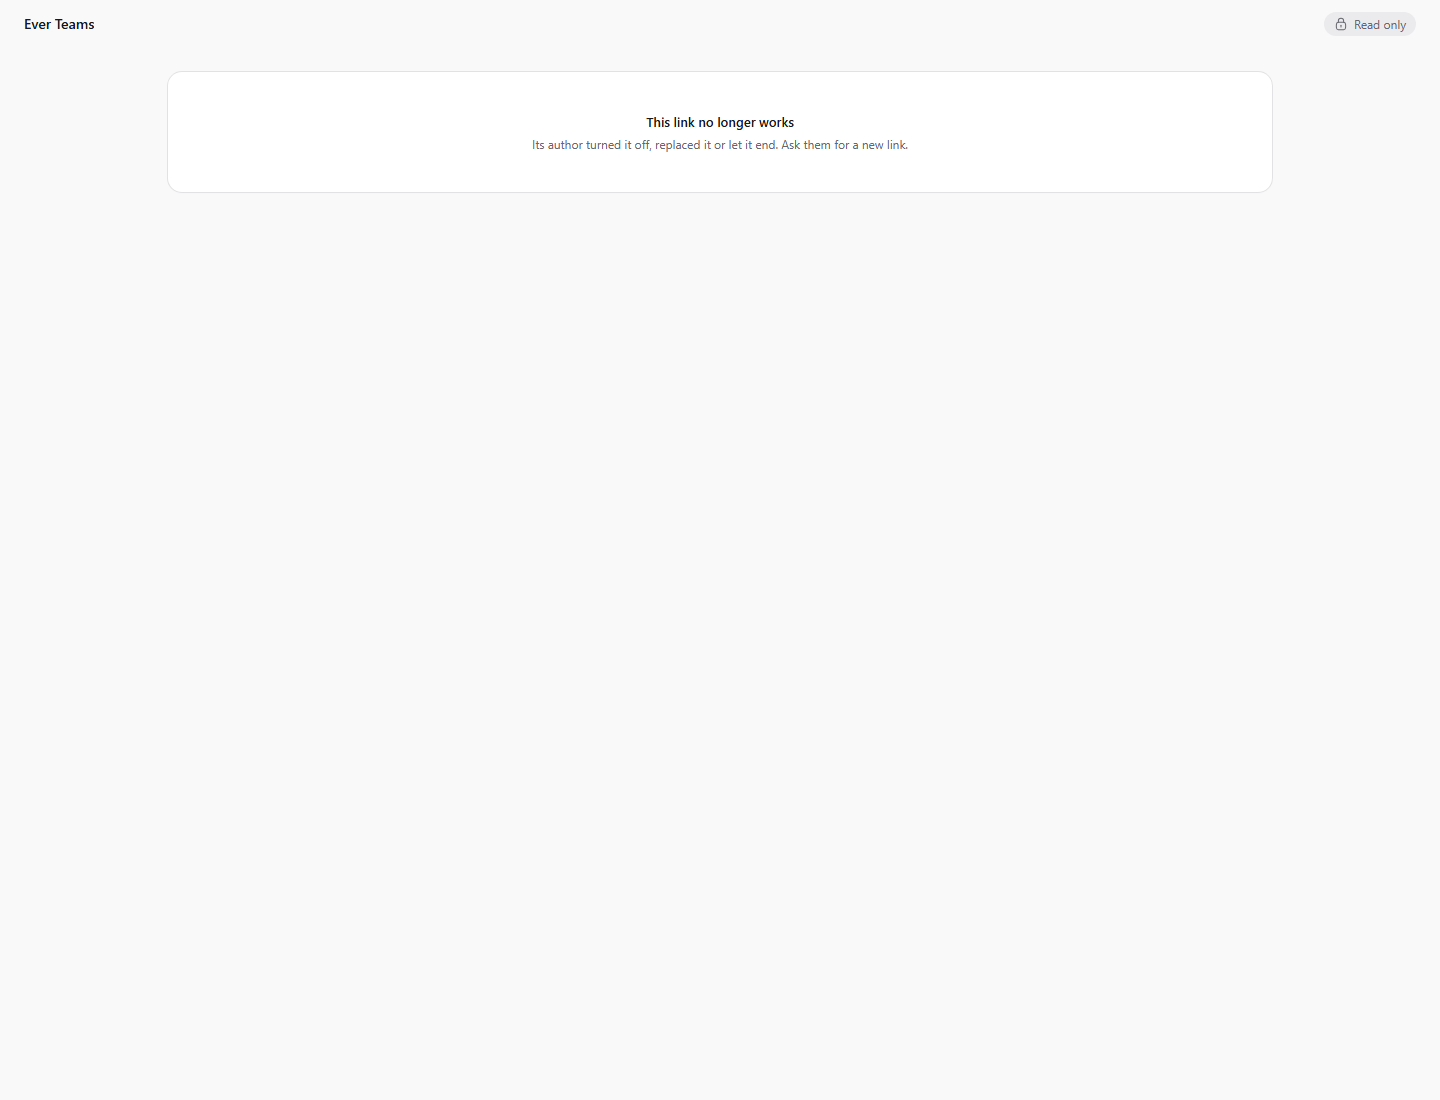 Ever Teams
Read only
This link no longer works
Its author turned it off, replaced it or let it end. Ask them for a new link.